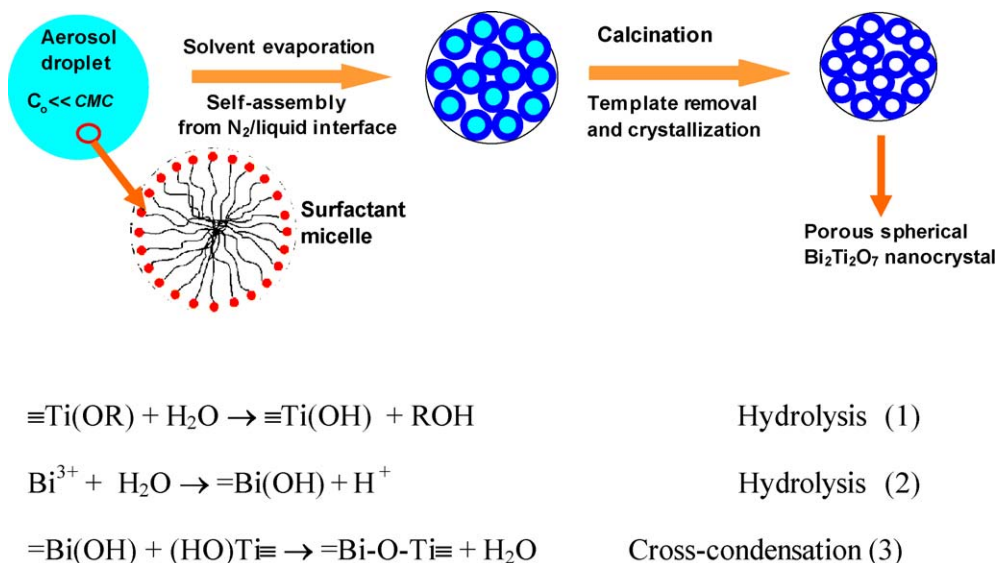 Aerosol
droplet
Cₒ<< CMC
Solvent evaporation
Self-assembly
from N₂/liquid interface
Surfactant
micelle
Calcination
Template removal
and crystallization
Porous spherical
Bi₂Ti₂O₇ nanocrystal
≡Ti(OR) + H₂O → ≡Ti(OH) + ROH Hydrolysis (1)
Bi³⁺ + H₂O → =Bi(OH) + H⁺ Hydrolysis (2)
=Bi(OH) + (HO)Ti≡ → =Bi-O-Ti≡ + H₂O Cross-condensation (3)